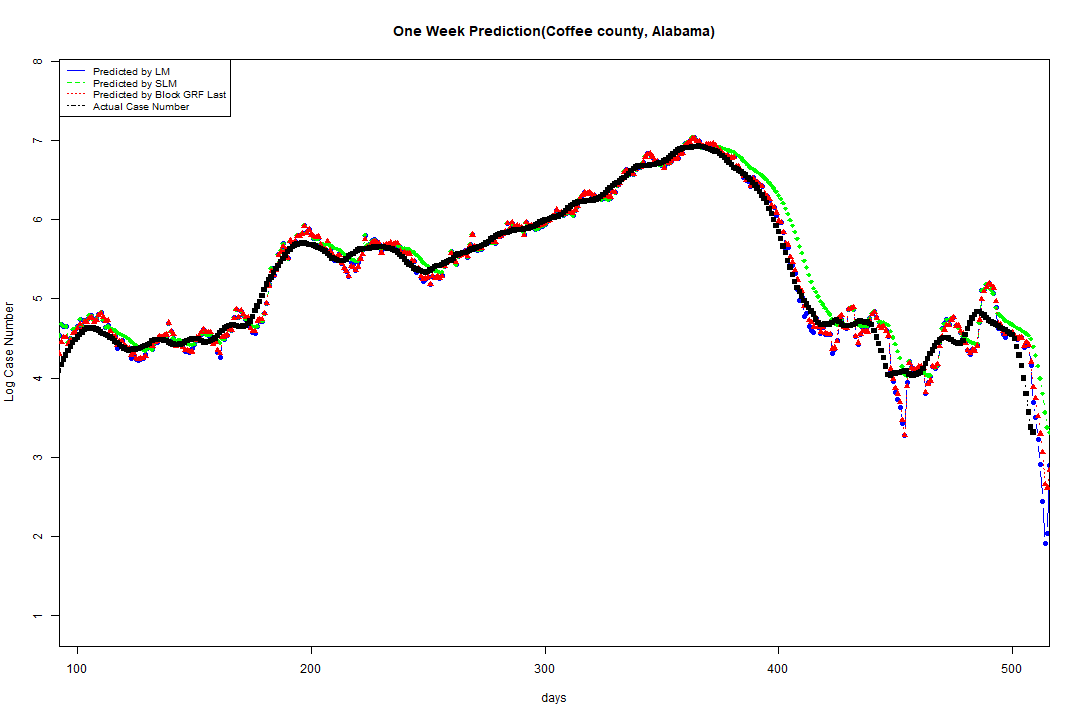 One Week Prediction(Coffee county, Alabama)
8
Predicted by LM
Predicted by SLM
Predicted by Block GRF Last
Actual Case Number
7
6
5
4
3
2
1
Log Case Number
100 200 300 400 500
days